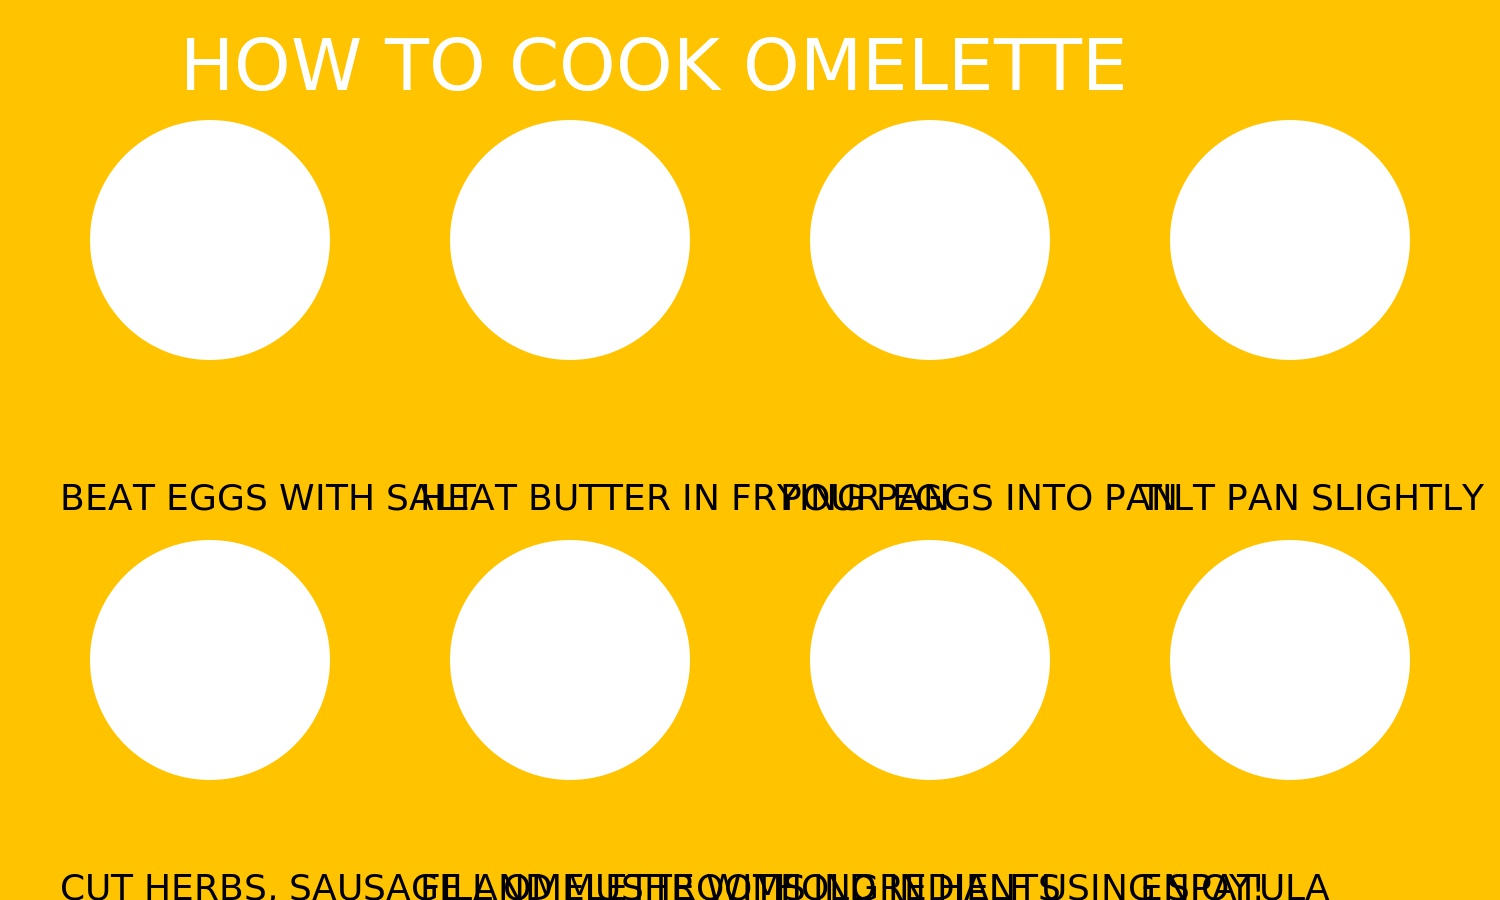 HOW TO COOK OMELETTE
BEAT EGGS WITH SALT
HEAT BUTTER IN FRYING PAN
POUR EGGS INTO PAN
TILT PAN SLIGHTLY
CUT HERBS, SAUSAGE AND MUSHROOMS
FILL OMELETTE WITH INGREDIENTS
FOLD IN HALF USING SPATULA
ENJOY!